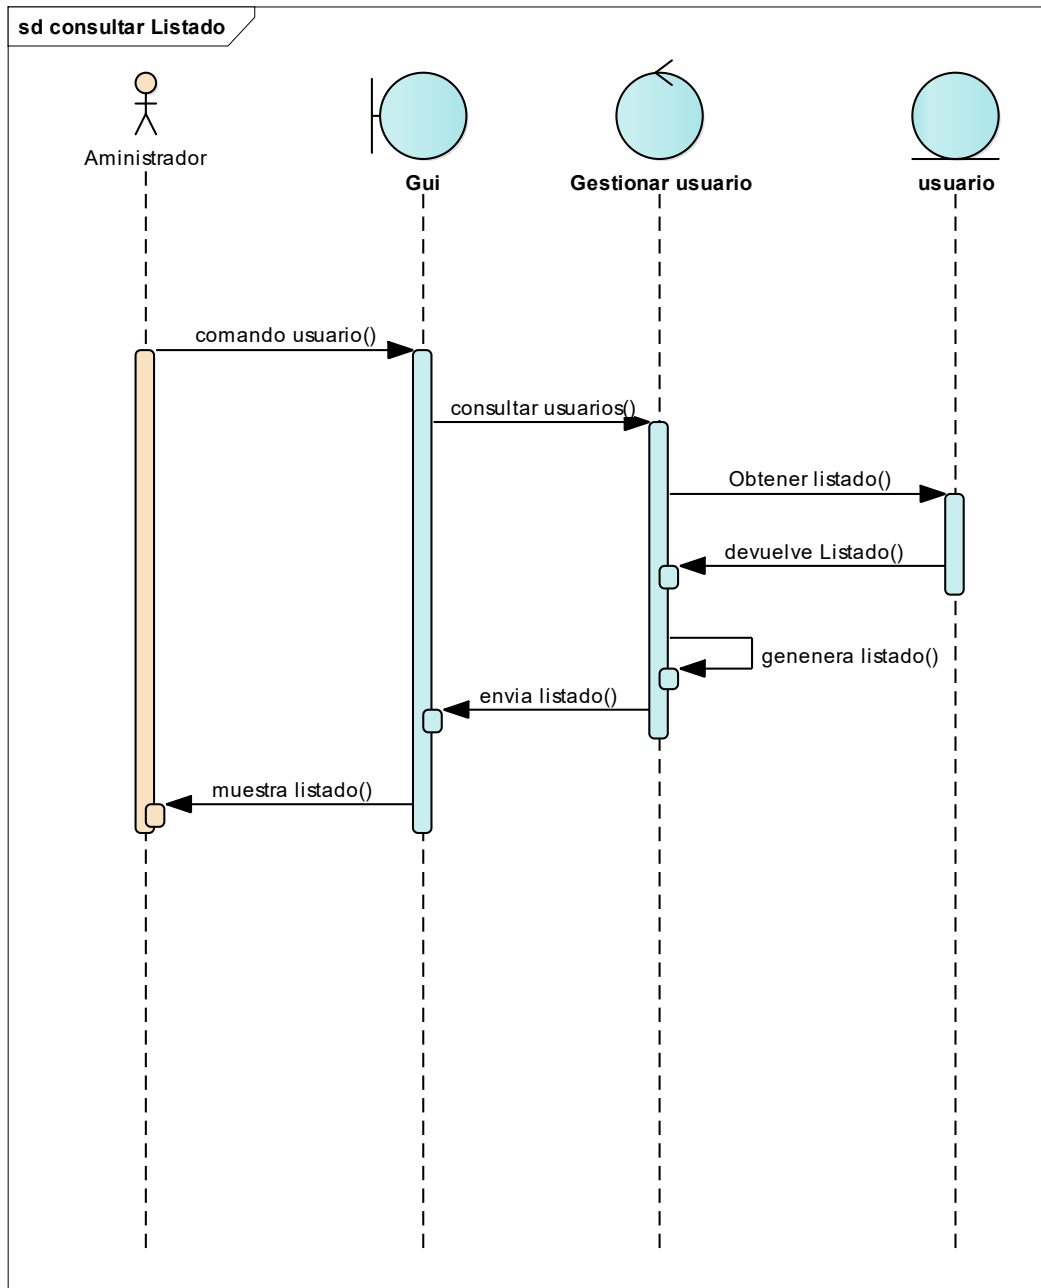 sd consultar Listado
Aministrador
Gui
Gestionar usuario
usuario
comando usuario()
consultar usuarios()
Obtener listado()
devuelve Listado()
genenera listado()
envia listado()
muestra listado()